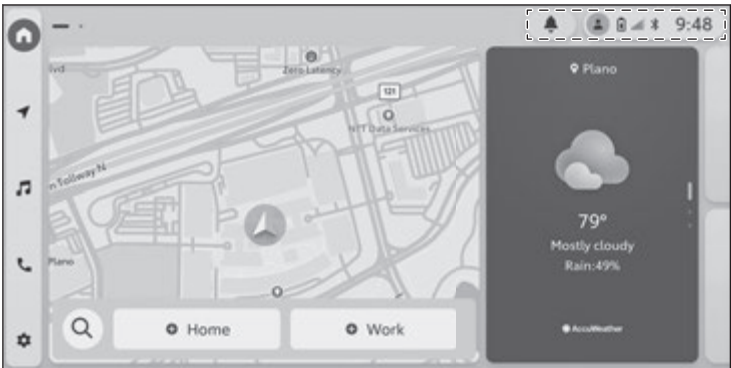 9:48
lvd
Zero Latency
121
NTT Data Services
n Tollway N
Plano
Home
Work
Plano
79°
Mostly cloudy
Rain:49%
AccuWeather